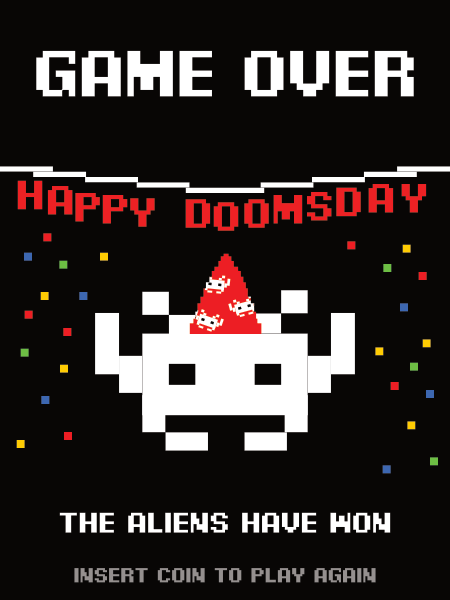 GAME OVER
HAPPY DOOMSDAY
THE ALIENS HAVE WON
INSERT COIN TO PLAY AGAIN